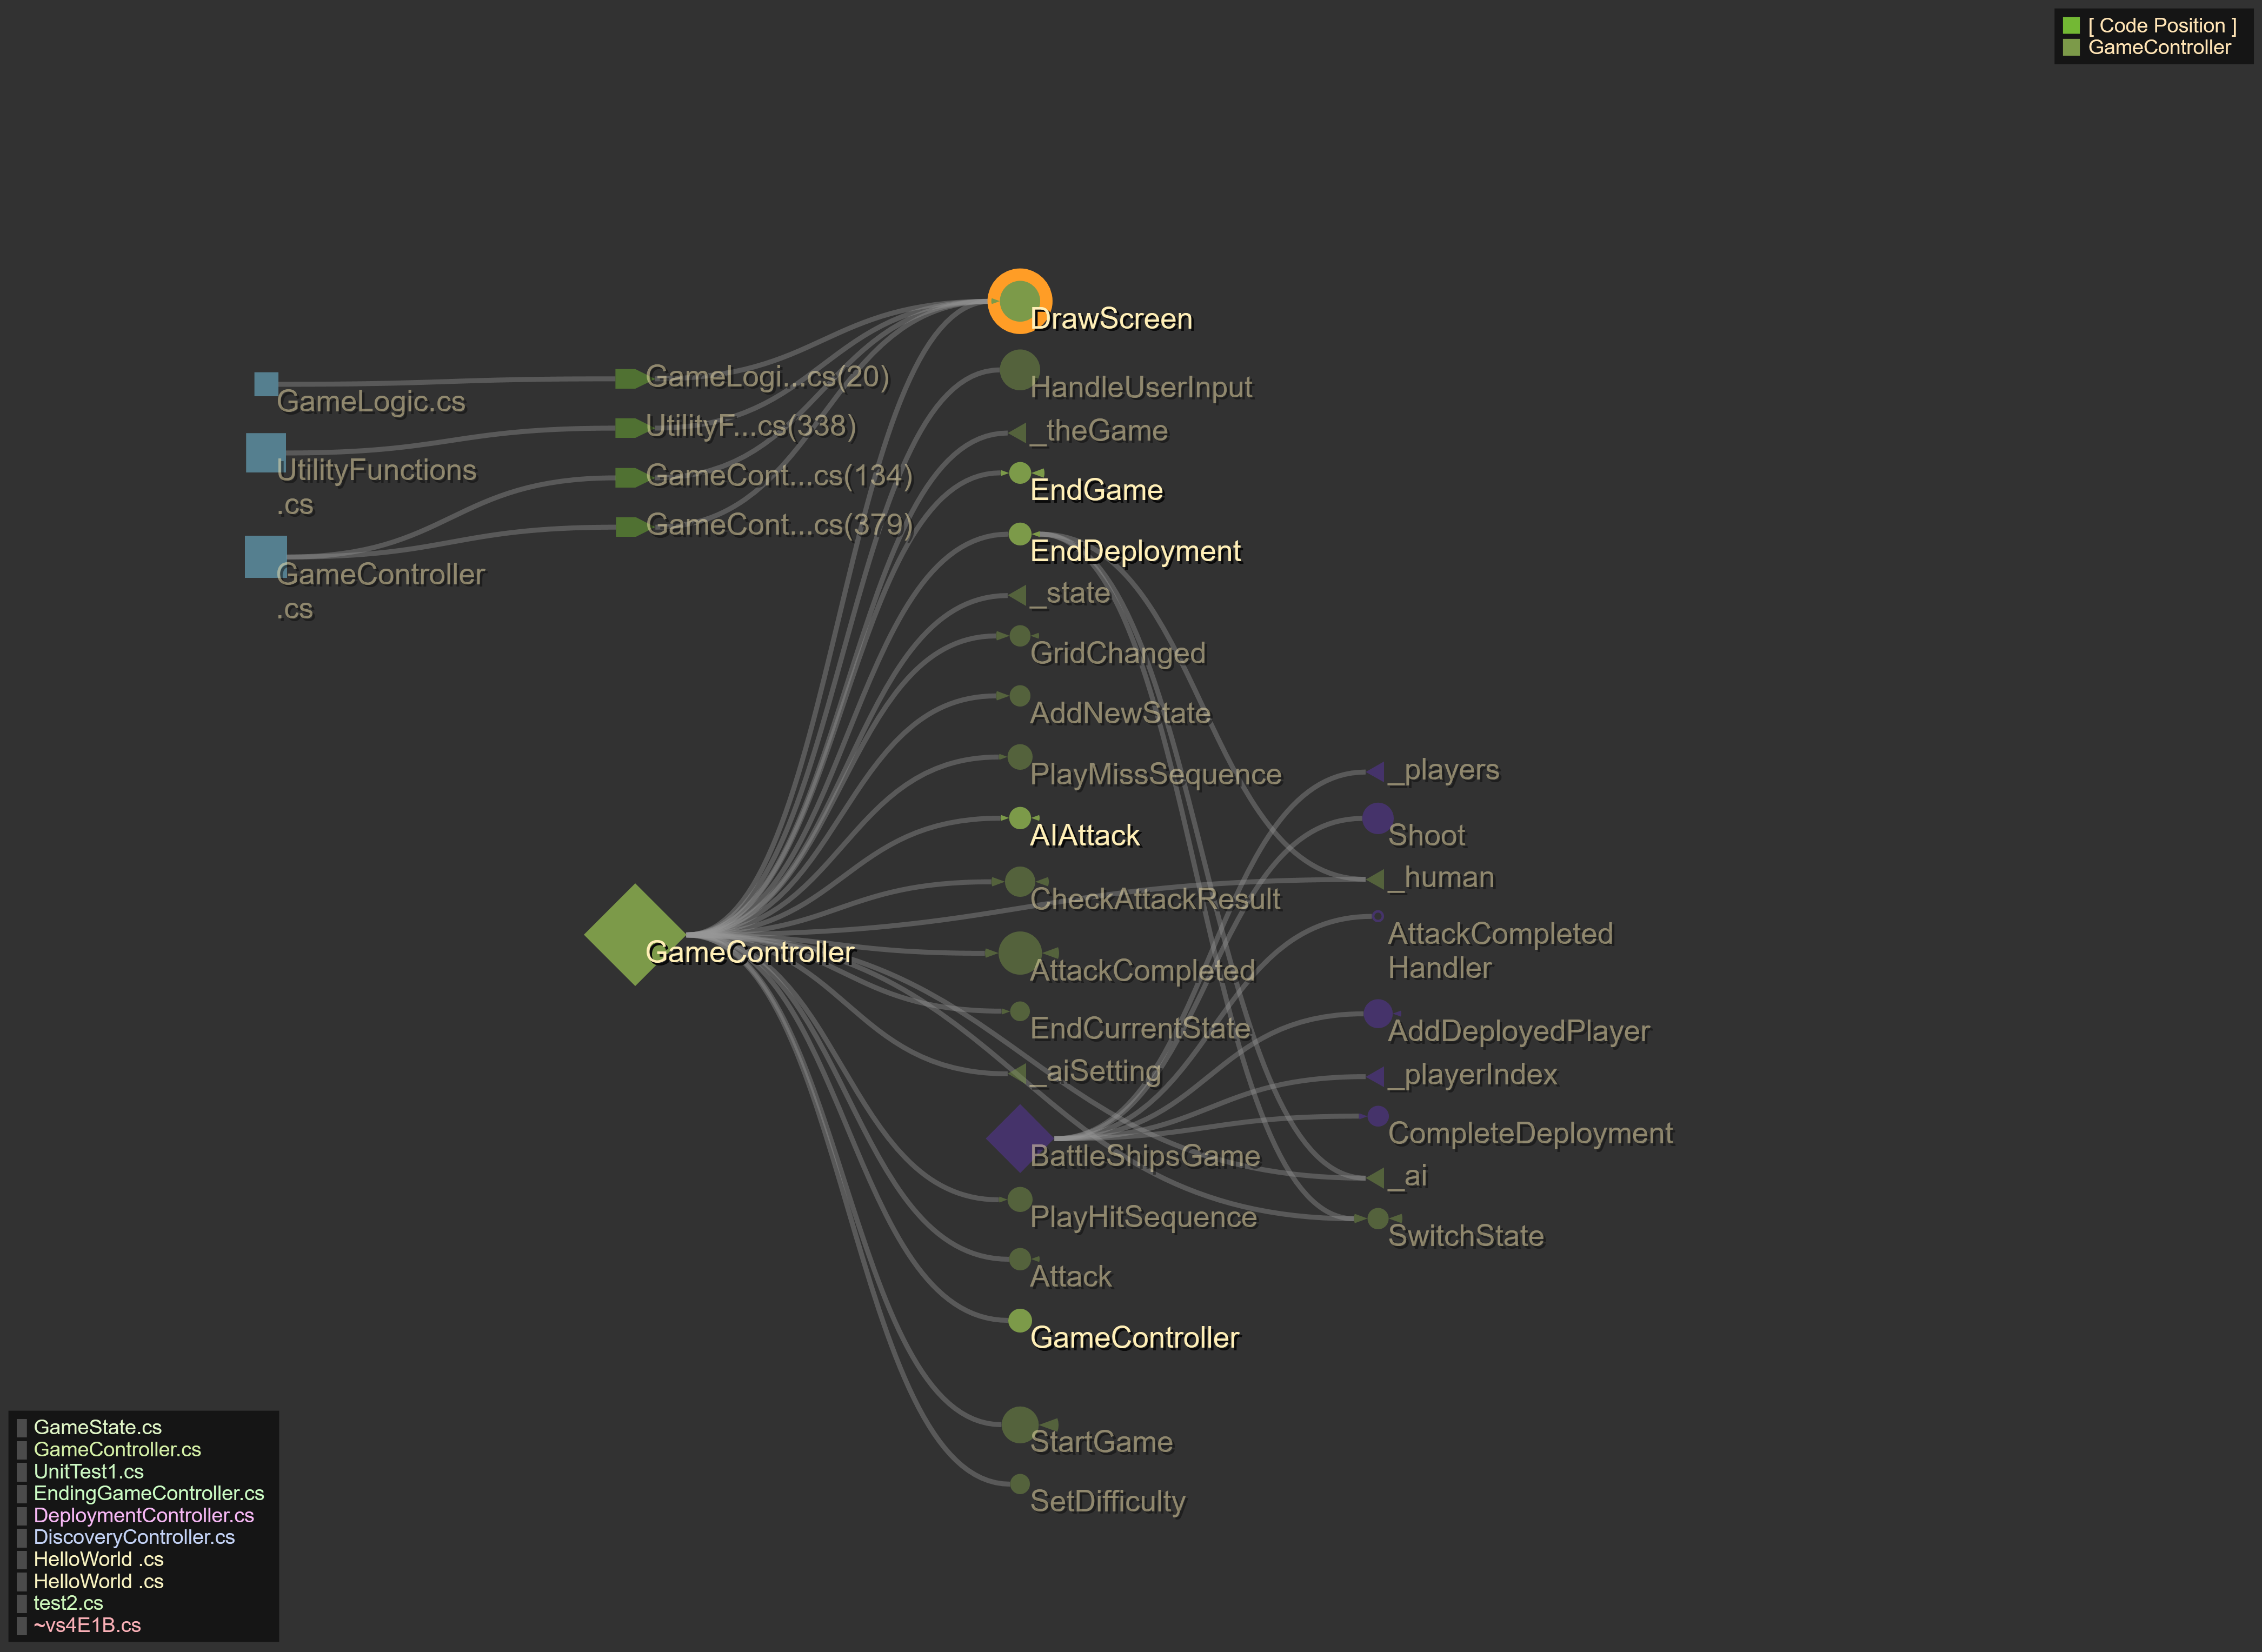 [ Code Position ]
GameController
DrawScreen
GameLogi...cs(20)
HandleUserInput
GameLogic.cs
UtilityF...cs(338)
_theGame
UtilityFunctions
.cs
GameCont...cs(134)
EndGame
GameCont...cs(379)
EndDeployment
GameController
.cs
_state
GridChanged
AddNewState
PlayMissSequence
_players
AIAttack
Shoot
CheckAttackResult
_human
GameController
AttackCompleted
AttackCompleted
Handler
EndCurrentState
AddDeployedPlayer
_aiSetting
_playerIndex
BattleShipsGame
CompleteDeployment
_ai
PlayHitSequence
SwitchState
Attack
GameController
StartGame
SetDifficulty
GameState.cs
GameController.cs
UnitTest1.cs
EndingGameController.cs
DeploymentController.cs
DiscoveryController.cs
HelloWorld .cs
HelloWorld .cs
test2.cs
~vs4E1B.cs